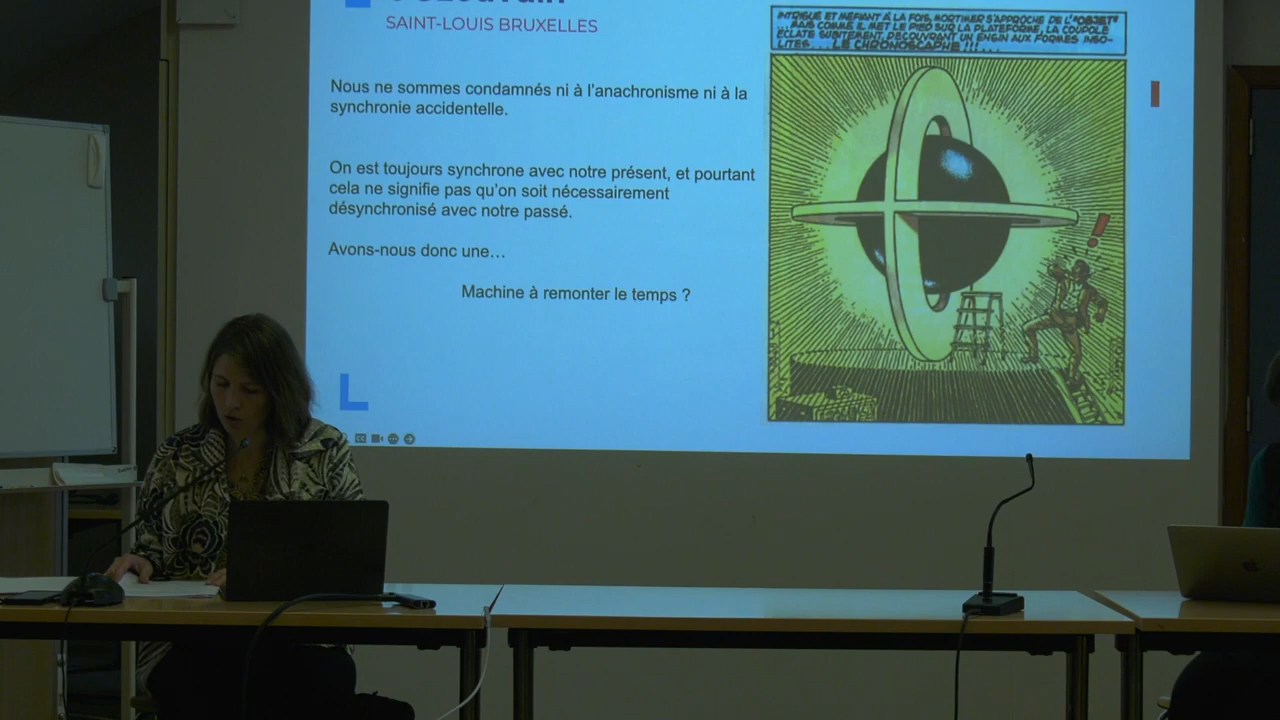 SAINT-LOUIS BRUXELLES
INTRIGUÉ ET MÉFIANT À LA FOIS, MORTIMER S'APPROCHE DE L'"OBJET"
...MAIS COMME IL MET LE PIED SUR LA PLATEFORME, LA COUPOLE
ÉCLATE SUBITEMENT, DÉCOUVRANT UN ENGIN AUX FORMES INSO-
LITES... LE CHRONOSCAPHE!!!...
Nous ne sommes condamnés ni à l'anachronisme ni à la
synchronie accidentelle.
On est toujours synchrone avec notre présent, et pourtant
cela ne signifie pas qu'on soit nécessairement
désynchronisé avec notre passé.
Avons-nous donc une…
Machine à remonter le temps ?
!